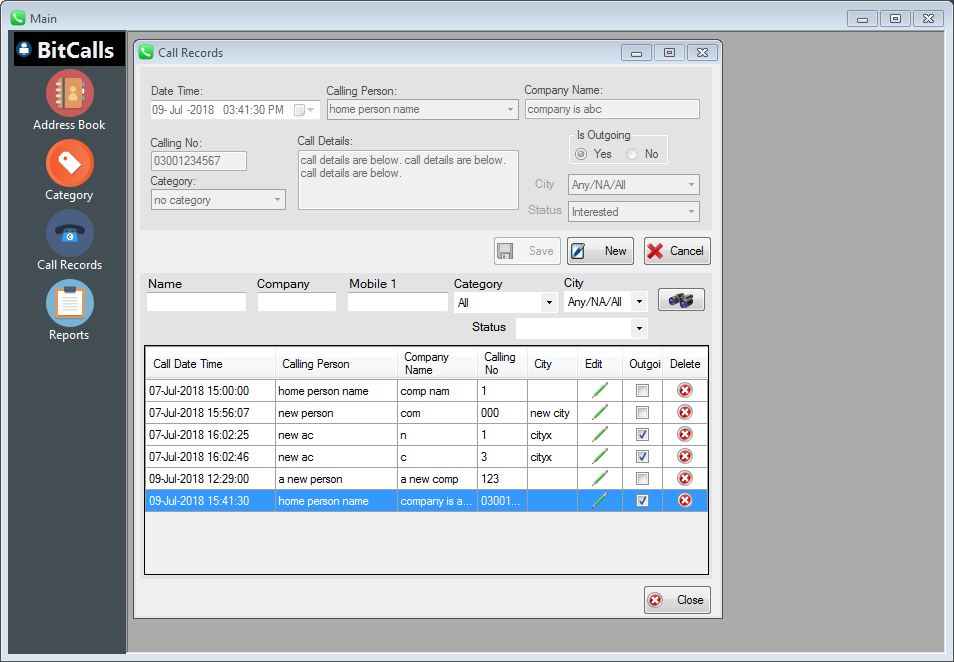 Main
BitCalls
Address Book
Category
Call Records
Reports
Call Records
Date Time:
09- Jul -2018 03:41:30 PM
Calling Person:
home person name
Company Name:
company is abc
Calling No:
03001234567
Category:
no category
Call Details:
call details are below. call details are below.
call details are below.
Is Outgoing
Yes No
City Any/NA/All
Status Interested
Save New Cancel
Name Company Mobile 1 Category City
All Any/NA/All
Status
Call Date Time Calling Person Company Name Calling No City Edit Outgoi Delete
07-Jul-2018 15:00:00 home person name comp nam 1
07-Jul-2018 15:56:07 new person com 000 new city
07-Jul-2018 16:02:25 new ac n 1 cityx
07-Jul-2018 16:02:46 new ac c 3 cityx
09-Jul-2018 12:29:00 a new person a new comp 123
09-Jul-2018 15:41:30 home person name company is a... 03001...
Close